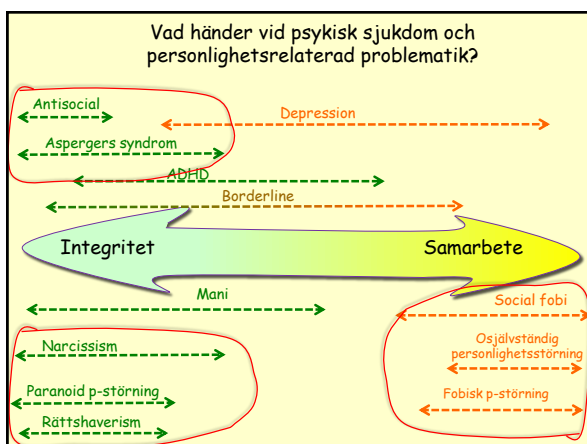 Vad händer vid psykisk sjukdom och
personlighetsrelaterad problematik?
Antisocial
Depression
Aspergers syndrom
ADHD
Borderline
Integritet
Samarbete
Mani
Social fobi
Narcissism
Osjälvständig
personlighetsstörning
Paranoid p-störning
Fobisk p-störning
Rättshaverism